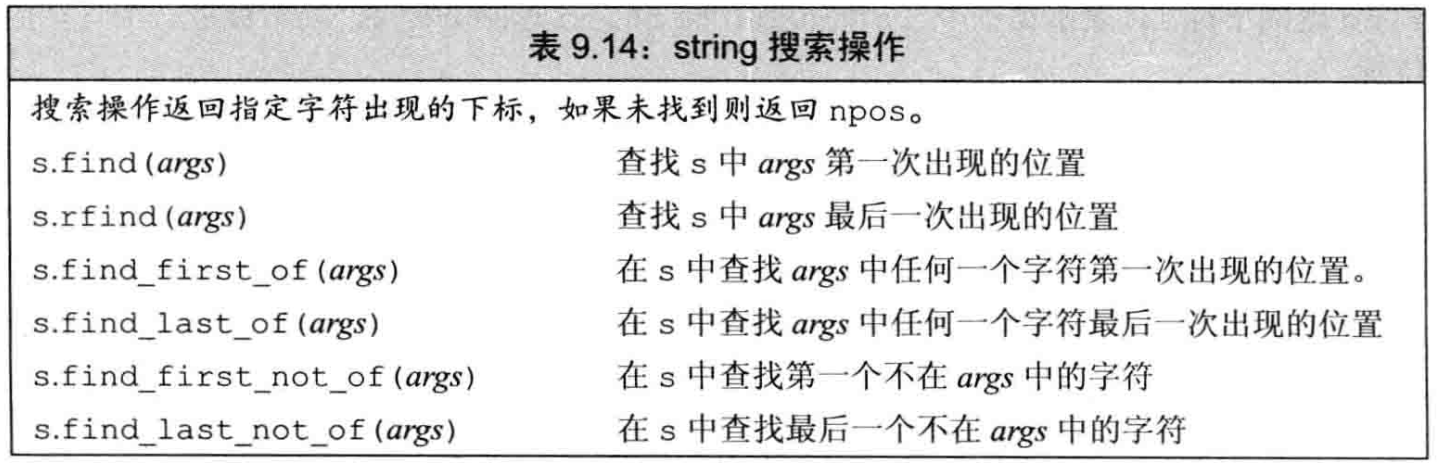 表 9.14：string 搜索操作
搜索操作返回指定字符出现的下标，如果未找到则返回 npos。
s.find(args) 查找 s 中 args 第一次出现的位置
s.rfind(args) 查找 s 中 args 最后一次出现的位置
s.find_first_of(args) 在 s 中查找 args 中任何一个字符第一次出现的位置。
s.find_last_of(args) 在 s 中查找 args 中任何一个字符最后一次出现的位置
s.find_first_not_of(args) 在 s 中查找第一个不在 args 中的字符
s.find_last_not_of(args) 在 s 中查找最后一个不在 args 中的字符